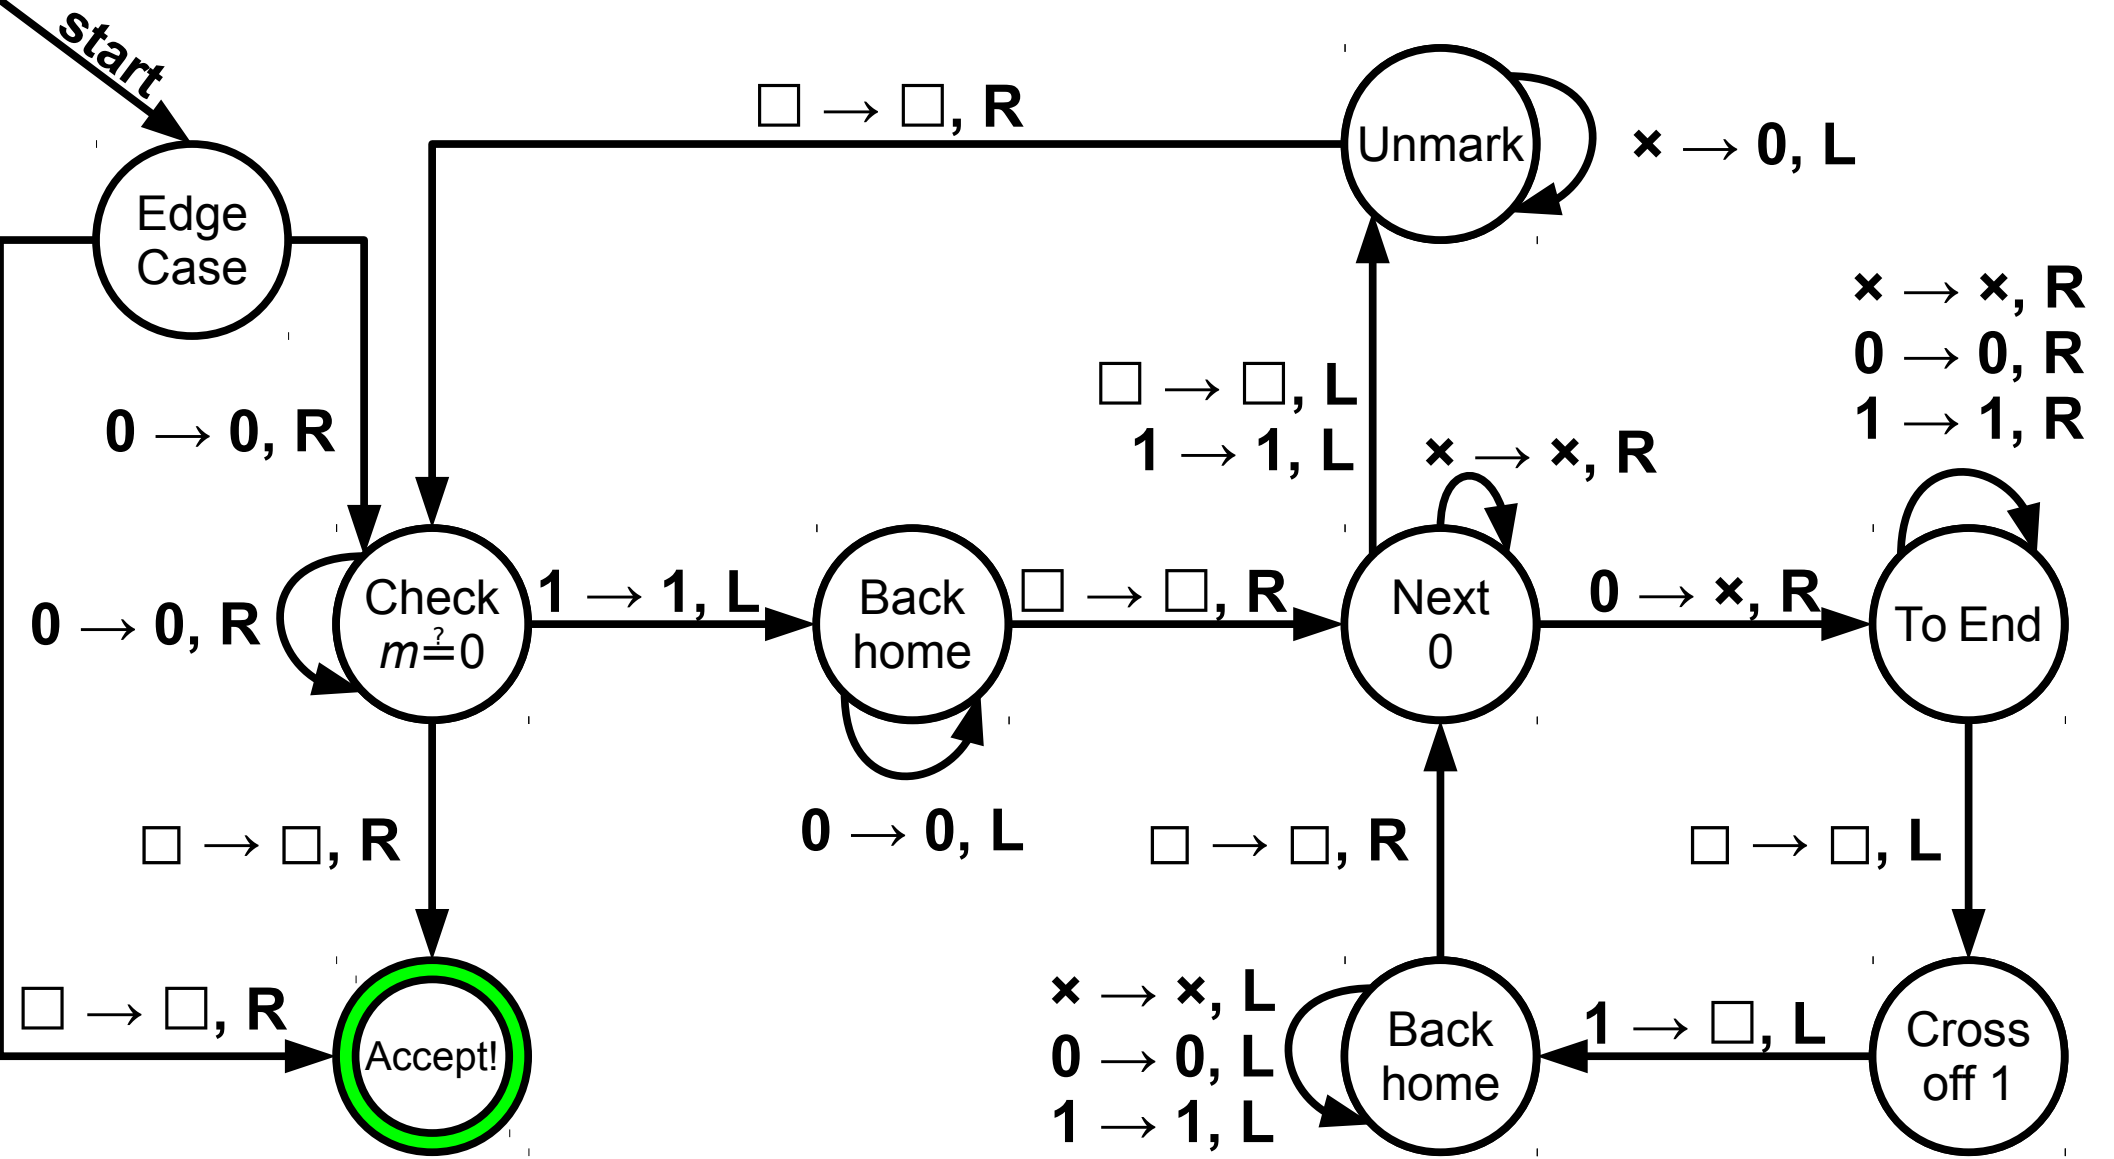 start
□ → □, R
Unmark
× → 0, L
Edge
Case
× → ×, R
0 → 0, R
1 → 1, R
0 → 0, R
□ → □, L
1 → 1, L
× → ×, R
0 → 0, R
Check
m≟0
1 → 1, L
Back
home
□ → □, R
Next
0
0 → ×, R
To End
0 → 0, L
□ → □, R
□ → □, R
□ → □, L
□ → □, R
Accept!
× → ×, L
0 → 0, L
1 → 1, L
Back
home
1 → □, L
Cross
off 1